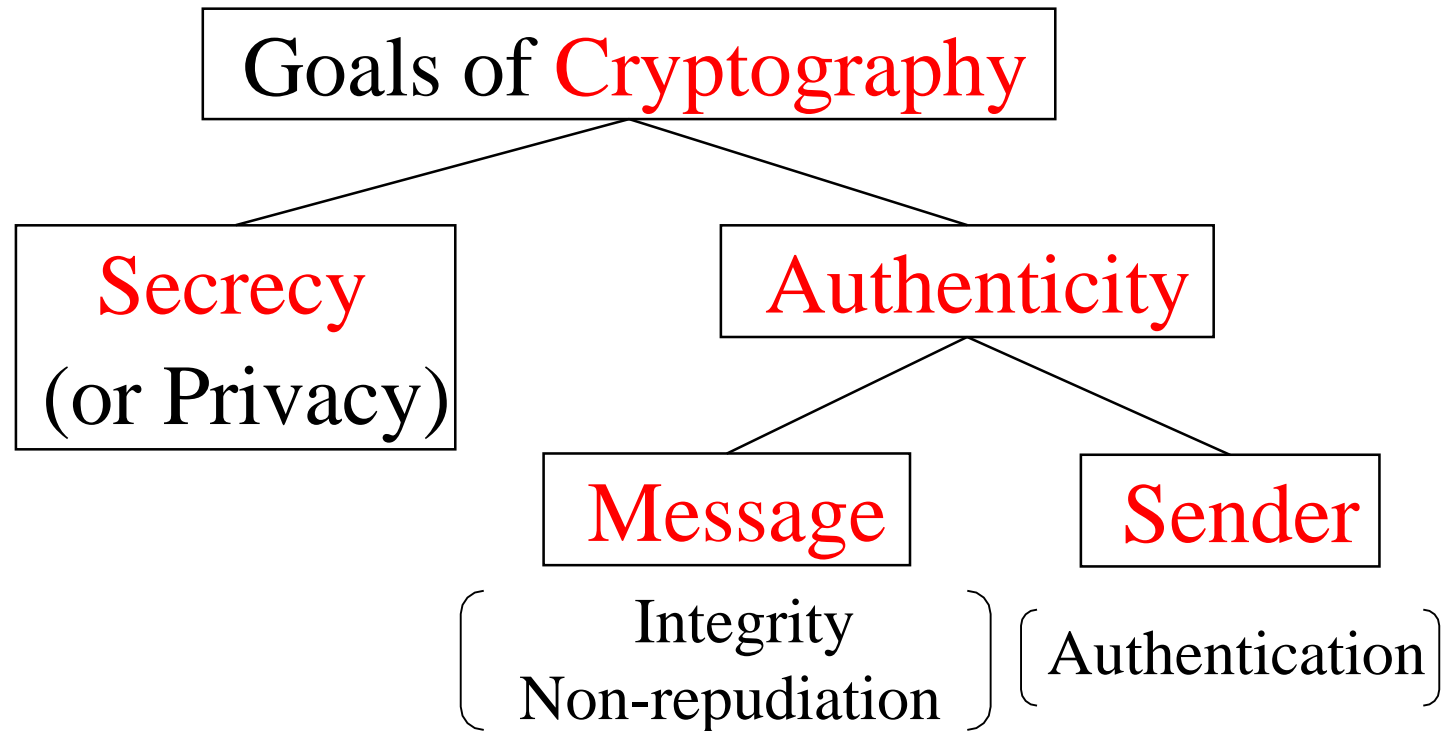 Goals of Cryptography
Secrecy
(or Privacy)
Authenticity
Message
Sender
Integrity
Non-repudiation
Authentication